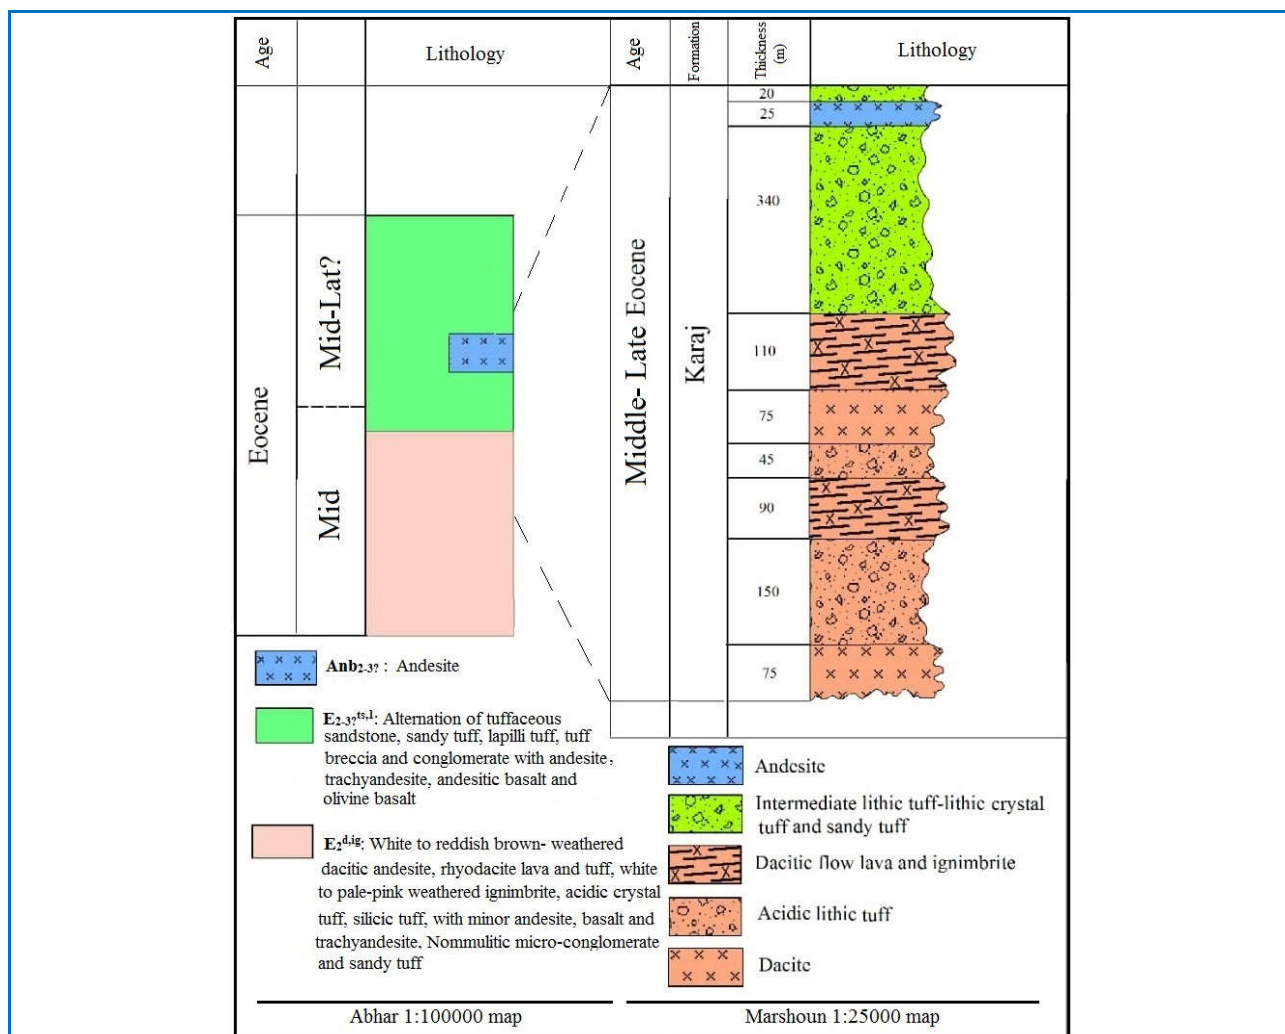 Age
Lithology
Age
Formation
Thickness
(m)
Lithology
Eocene
Mid-Lat?
Mid
Middle- Late Eocene
Karaj
20
25
340
110
75
45
90
150
75
Anb2-3? : Andesite
E2-3?ts,l: Alternation of tuffaceous
sandstone, sandy tuff, lapilli tuff, tuff
breccia and conglomerate with andesite,
trachyandesite, andesitic basalt and
olivine basalt
E2d,ig: White to reddish brown- weathered
dacitic andesite, rhyodacite lava and tuff, white
to pale-pink weathered ignimbrite, acidic crystal
tuff, silicic tuff, with minor andesite, basalt and
trachyandesite, Nommulitic micro-conglomerate
and sandy tuff
Andesite
Intermediate lithic tuff-lithic crystal
tuff and sandy tuff
Dacitic flow lava and ignimbrite
Acidic lithic tuff
Dacite
Abhar 1:100000 map
Marshoun 1:25000 map